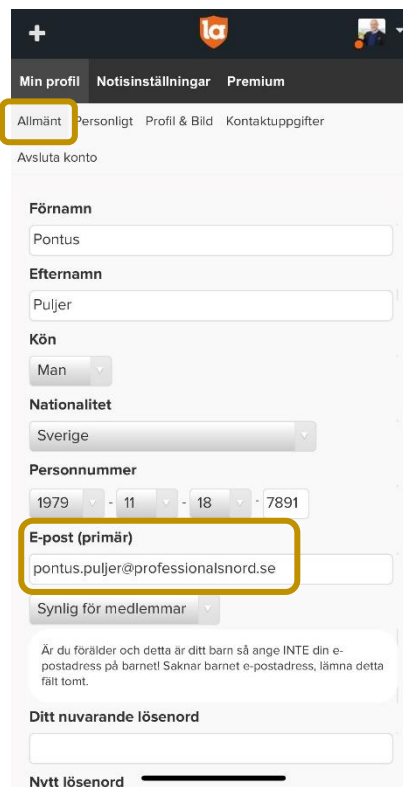 la
Min profil Notisinställningar Premium
Allmänt Personligt Profil & Bild Kontaktuppgifter
Avsluta konto
Förnamn
Pontus
Efternamn
Puljer
Kön
Man
Nationalitet
Sverige
Personnummer
1979 - 11 - 18 - 7891
E-post (primär)
pontus.puljer@professionalsnord.se
Synlig för medlemmar
Är du förälder och detta är ditt barn så ange INTE din e-
postadress på barnet! Saknar barnet e-postadress, lämna detta
fält tomt.
Ditt nuvarande lösenord
Nytt lösenord